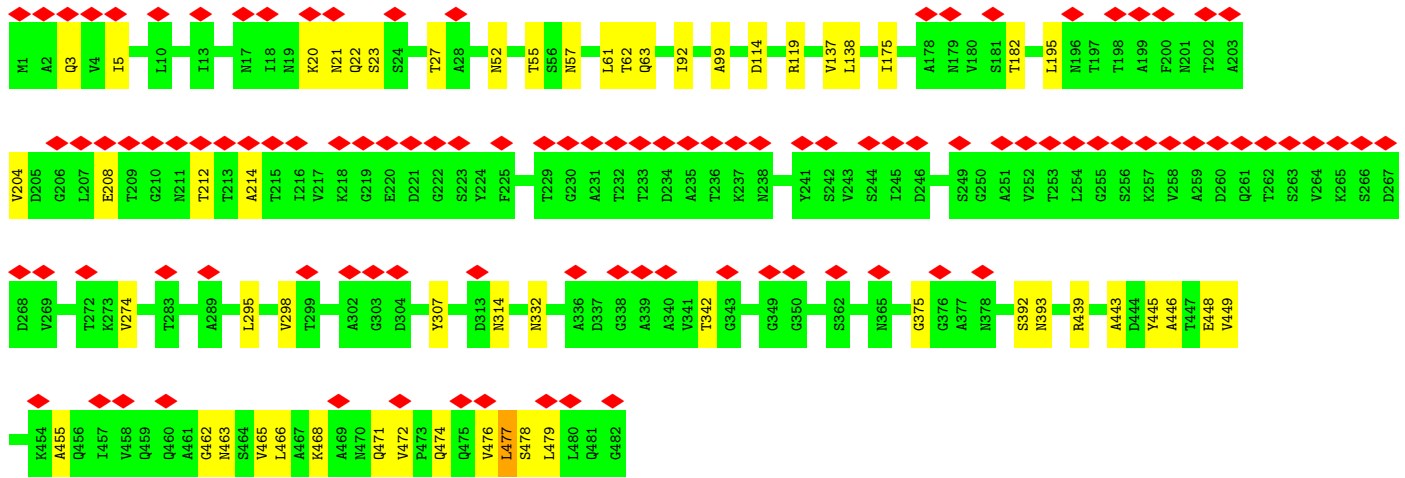 M1 A2 Q3 V4 I5 L10 I13 N17 I18 N19 K20 N21 Q22 S23 S24 T27 A28 N52 T55 S56 N57 L61 T62 Q63 I92 A99 D114 R119 V137 L138 I175 A178 N179 V180 S181 T182 L195 N196 T197 T198 A199 F200 N201 T202 A203
V204 D205 G206 L207 E208 T209 G210 N211 T212 T213 A214 T215 I216 V217 K218 G219 E220 D221 G222 S223 Y224 F225 T229 G230 A231 T232 T233 D234 A235 T236 K237 N238 Y241 S242 V243 S244 I245 D246 S249 G250 A251 V252 T253 L254 G255 S256 K257 V258 A259 D260 Q261 T262 S263 V264 K265 S266 D267
D268 V269 T272 K273 V274 T283 A289 L295 V298 T299 A302 G303 D304 Y307 D313 N314 N332 A336 D337 G338 A339 A340 V341 T342 G343 G349 G350 S362 N365 G375 G376 A377 N378 S392 N393 R439 A443 D444 Y445 A446 T447 E448 V449
K454 A455 Q456 I457 V458 Q459 Q460 A461 G462 N463 S464 V465 L466 A467 K468 A469 N470 Q471 V472 P473 Q474 Q475 V476 L477 S478 L479 L480 Q481 G482